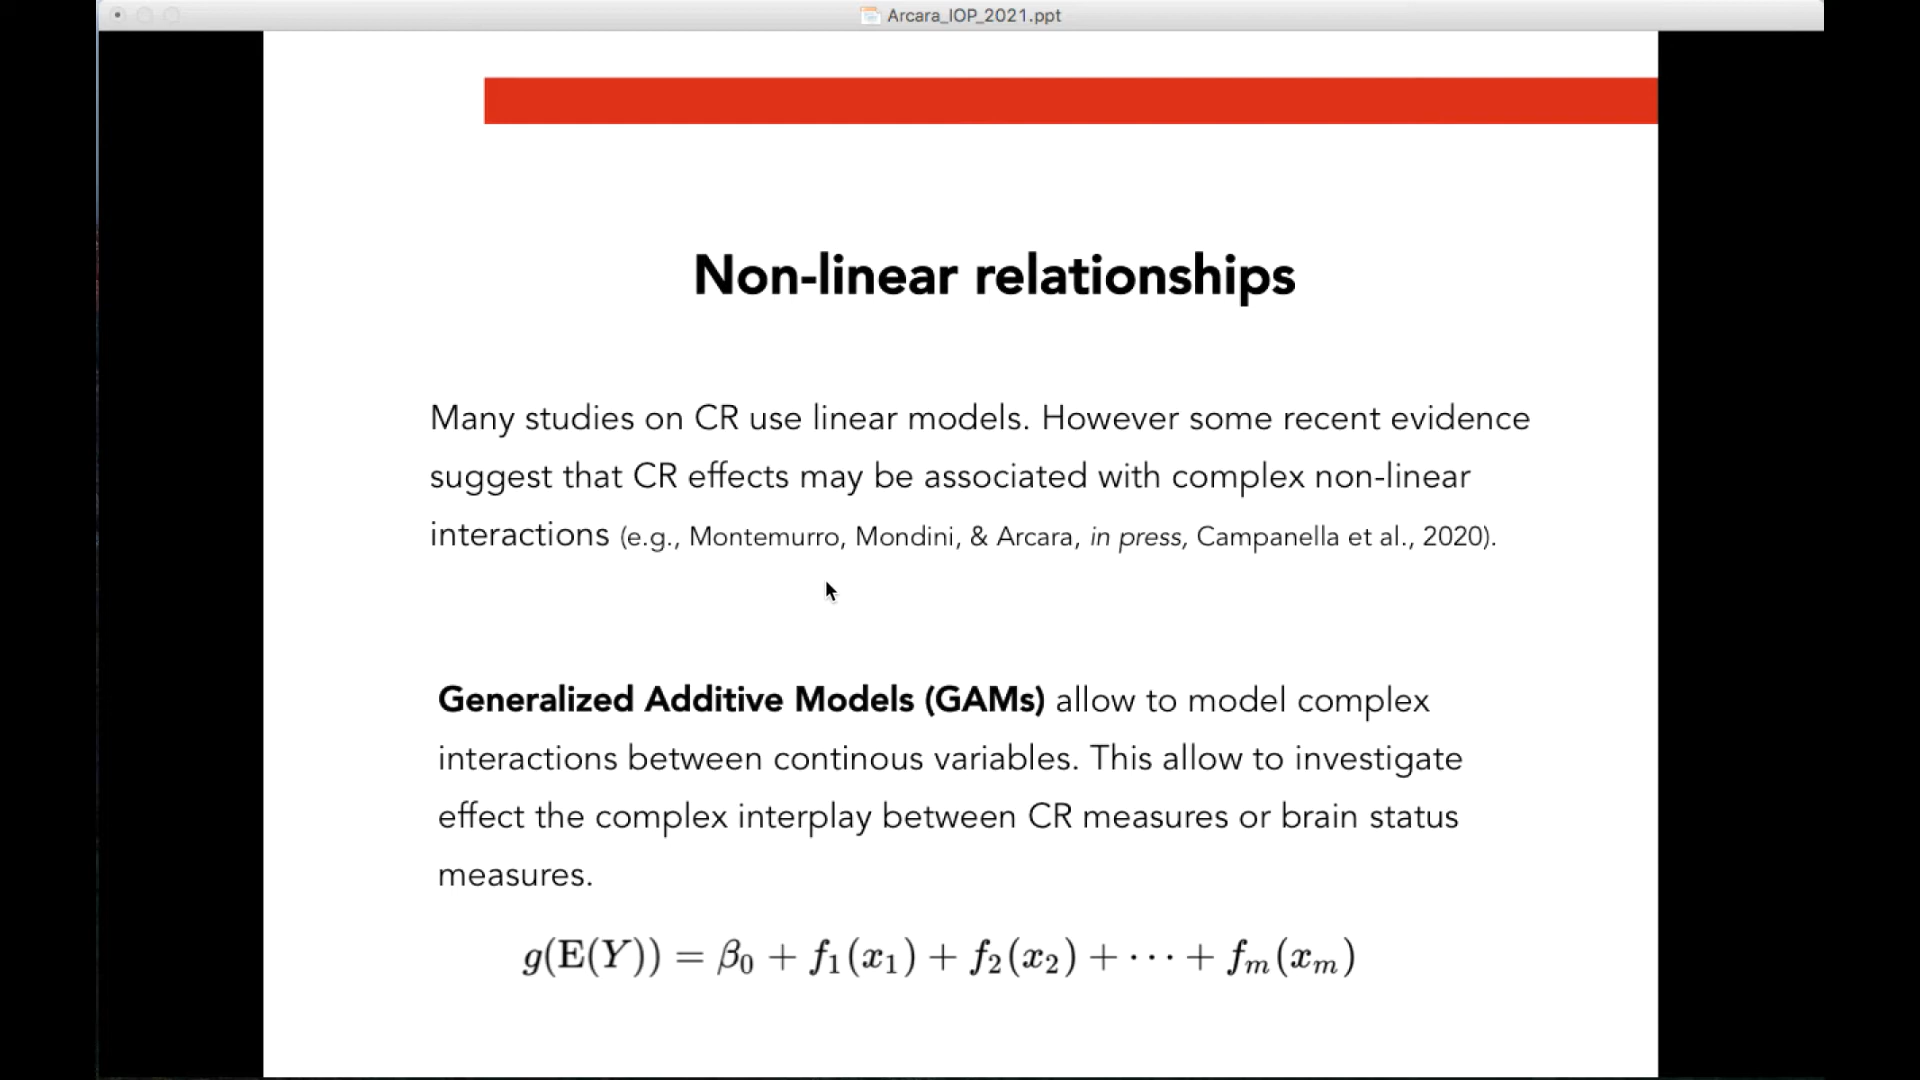 Arcara_IOP_2021.ppt
Non-linear relationships
Many studies on CR use linear models. However some recent evidence
suggest that CR effects may be associated with complex non-linear
interactions (e.g., Montemurro, Mondini, & Arcara, in press, Campanella et al., 2020).
Generalized Additive Models (GAMs) allow to model complex
interactions between continous variables. This allow to investigate
effect the complex interplay between CR measures or brain status
measures.
g(E(Y)) = β₀ + f₁(x₁) + f₂(x₂) + ⋯ + fₘ(xₘ)